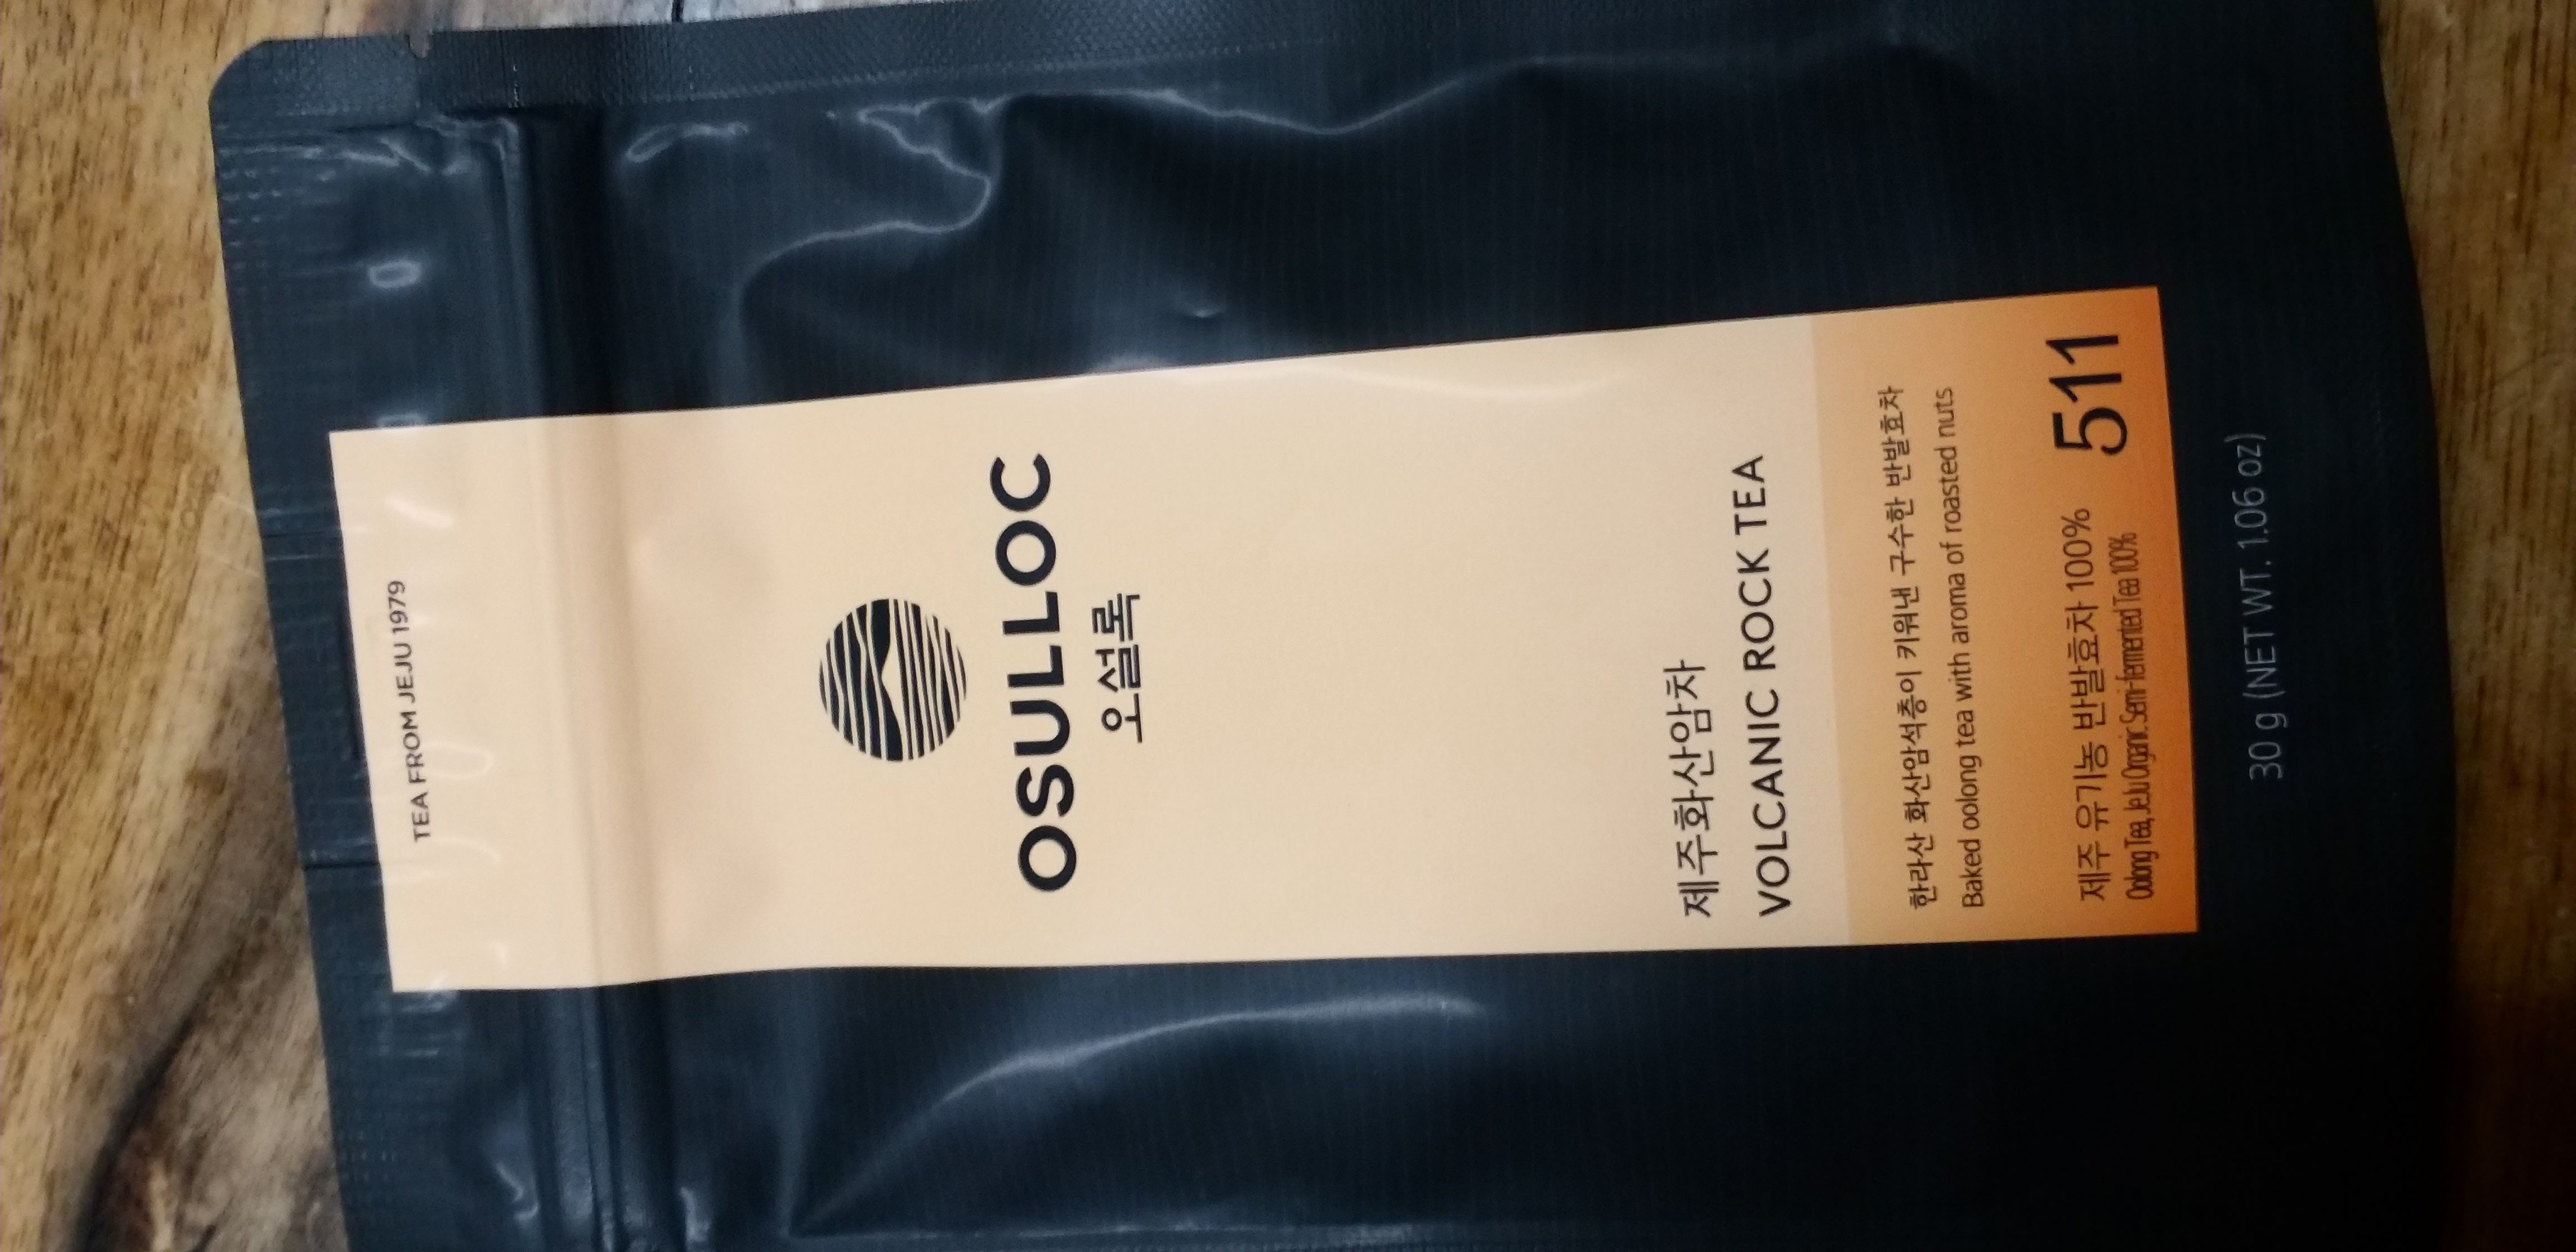 TEA FROM JEJU 1979
OSULLOC
오설록
제주화산암차
VOLCANIC ROCK TEA
한라산 화산암석층이 키워낸 구수한 반발효차
Baked oolong tea with aroma of roasted nuts
제주 유기농 반발효차 100%
Oolong Tea, JeJu Organic Semi-fermented Tea 100%
511
30 g (NET WT. 1.06 oz)